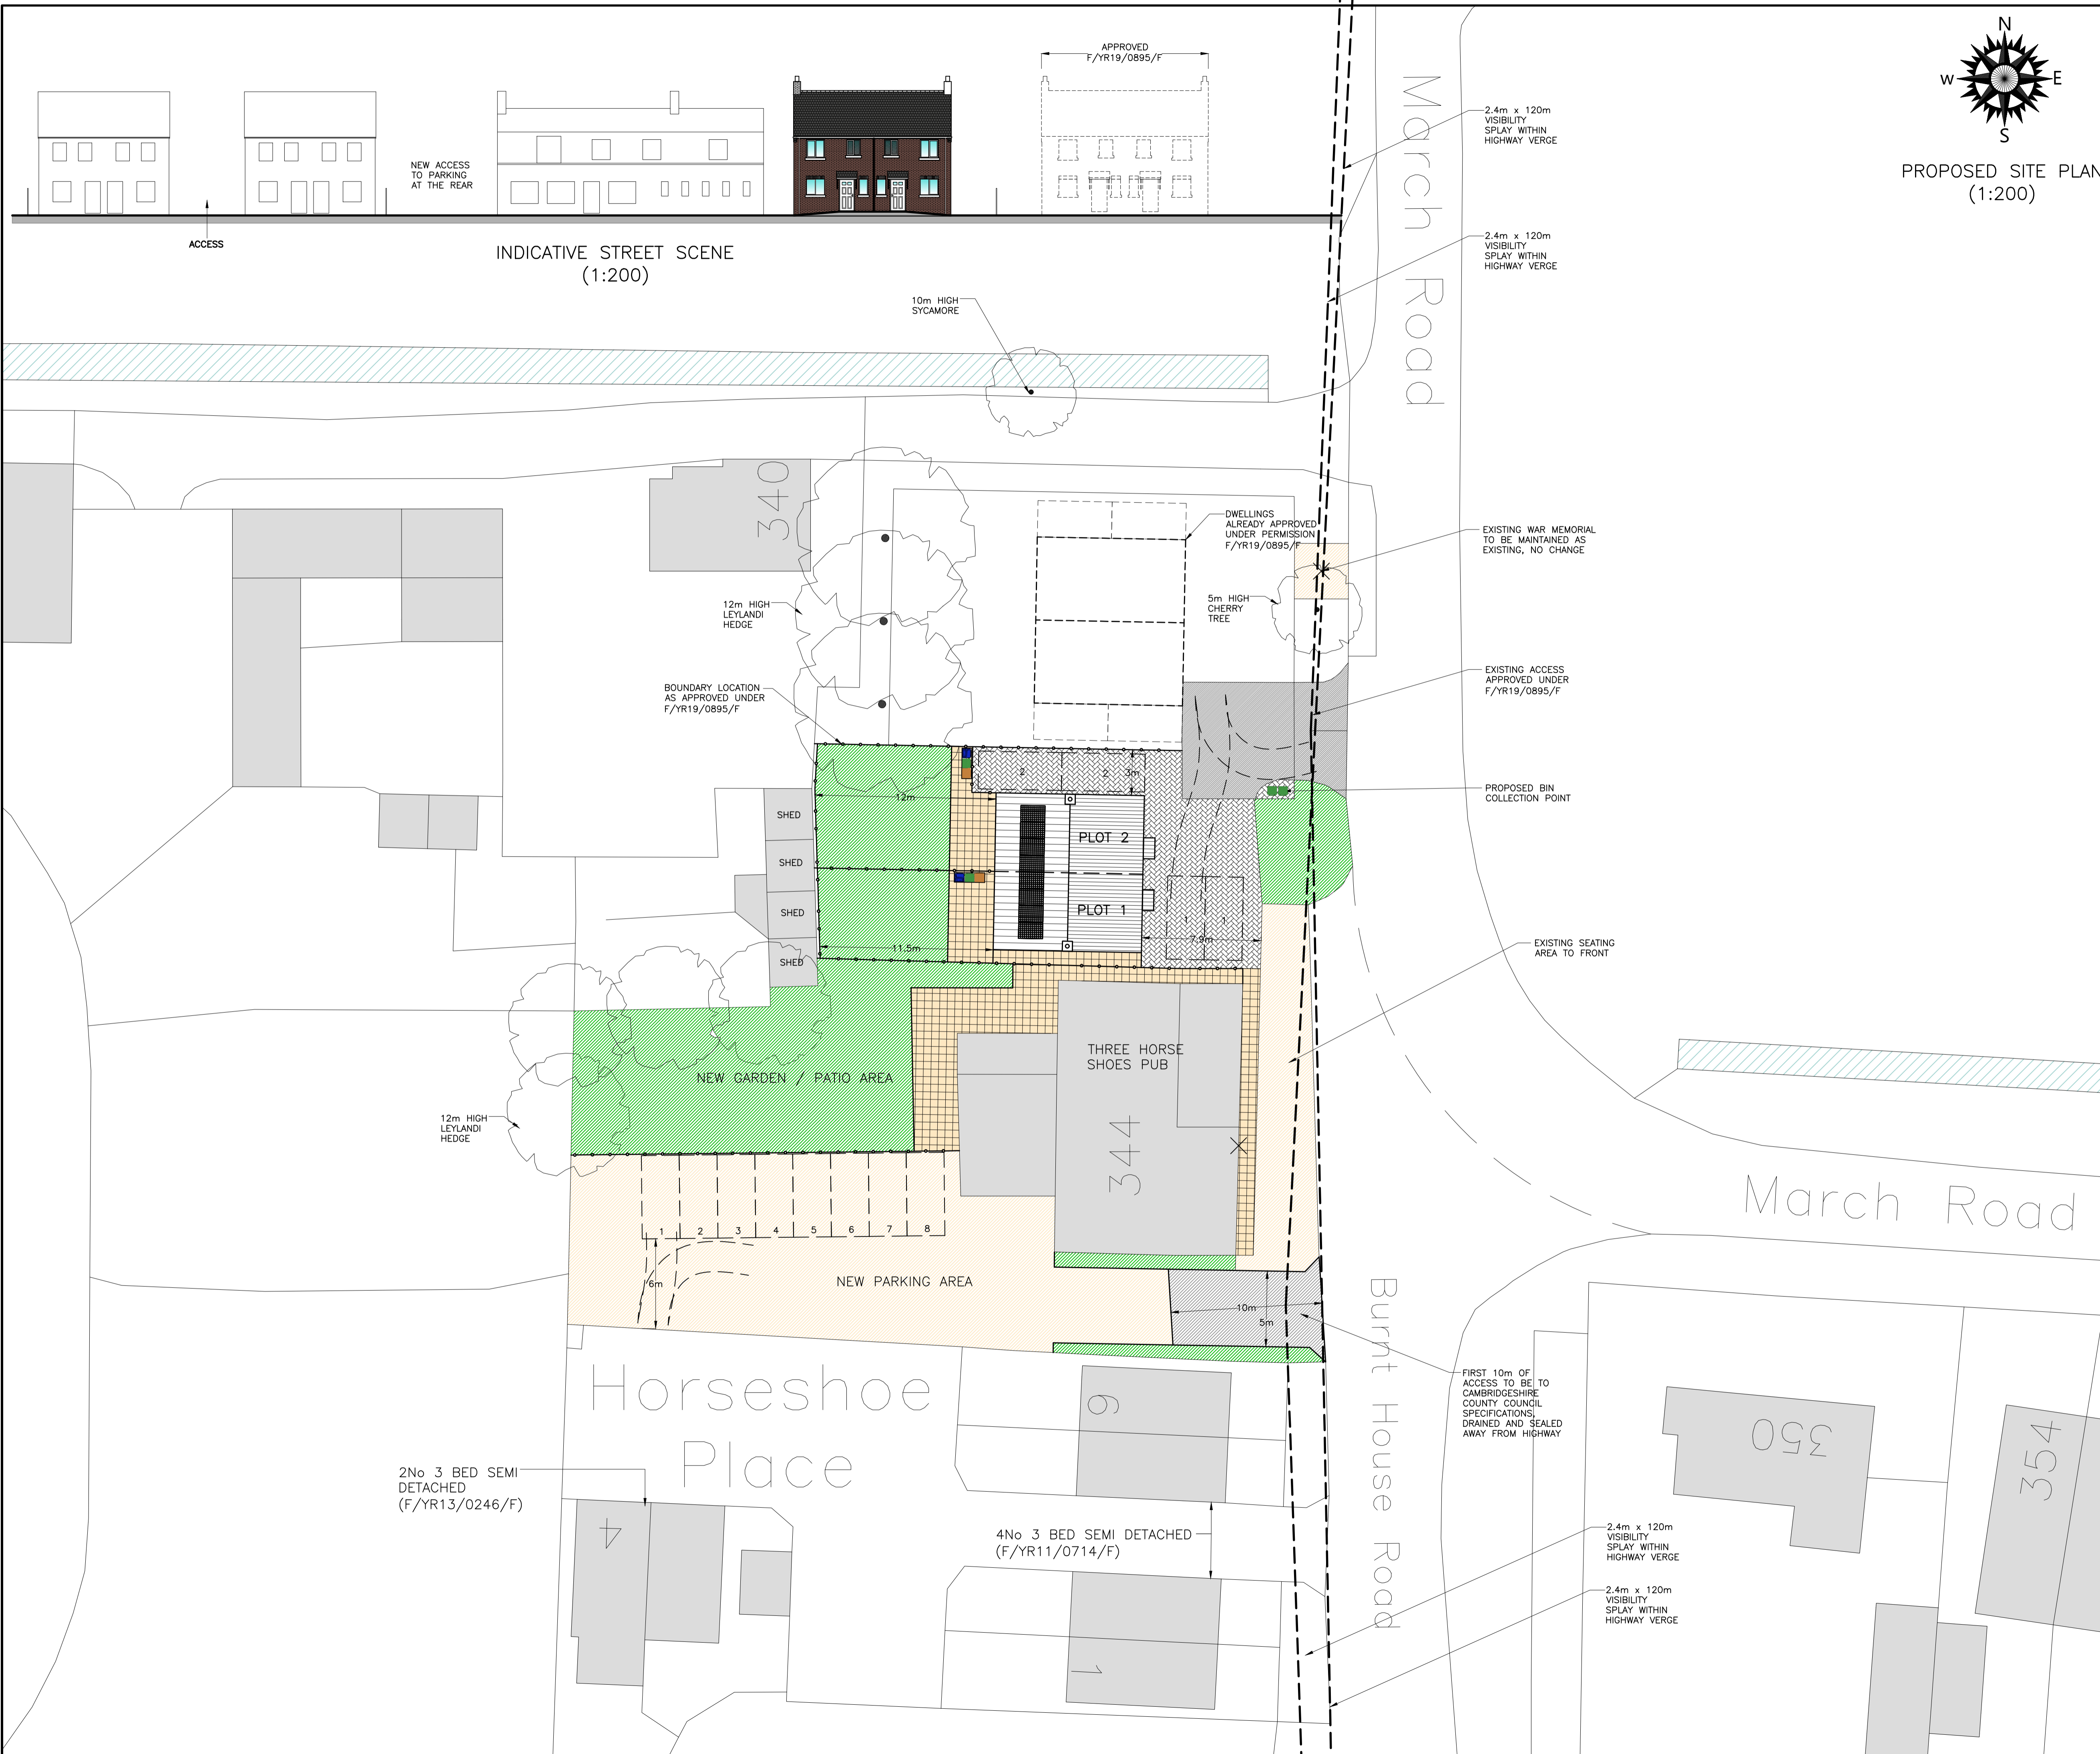 APPROVED
F/YR19/0895/F
NEW ACCESS
TO PARKING
AT THE REAR
ACCESS
INDICATIVE STREET SCENE
(1:200)
N
W
E
S
PROPOSED SITE PLAN
(1:200)
March Road
2.4m x 120m
VISIBILITY
SPLAY WITHIN
HIGHWAY VERGE
2.4m x 120m
VISIBILITY
SPLAY WITHIN
HIGHWAY VERGE
10m HIGH
SYCAMORE
340
DWELLINGS
ALREADY APPROVED
UNDER PERMISSION
F/YR19/0895/F
EXISTING WAR MEMORIAL
TO BE MAINTAINED AS
EXISTING, NO CHANGE
12m HIGH
LEYLANDI
HEDGE
5m HIGH
CHERRY
TREE
BOUNDARY LOCATION
AS APPROVED UNDER
F/YR19/0895/F
EXISTING ACCESS
APPROVED UNDER
F/YR19/0895/F
2
2
3m
12m
PROPOSED BIN
COLLECTION POINT
SHED
PLOT 2
SHED
SHED
PLOT 1
1
1
7.9m
11.5m
SHED
EXISTING SEATING
AREA TO FRONT
THREE HORSE
SHOES PUB
NEW GARDEN / PATIO AREA
12m HIGH
LEYLANDI
HEDGE
344
March Road
1
2
3
4
5
6
7
8
6m
NEW PARKING AREA
10m
5m
Burnt House Road
FIRST 10m OF
ACCESS TO BE TO
CAMBRIDGESHIRE
COUNTY COUNCIL
SPECIFICATIONS,
DRAINED AND SEALED
AWAY FROM HIGHWAY
Horseshoe
Place
6
350
354
2No 3 BED SEMI
DETACHED
(F/YR13/0246/F)
4
4No 3 BED SEMI DETACHED
(F/YR11/0714/F)
1
2.4m x 120m
VISIBILITY
SPLAY WITHIN
HIGHWAY VERGE
2.4m x 120m
VISIBILITY
SPLAY WITHIN
HIGHWAY VERGE